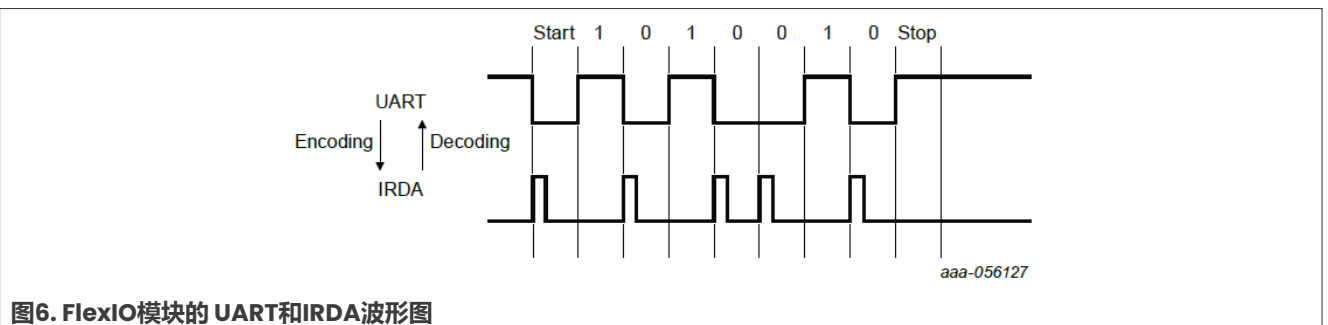 Start 1 0 1 0 0 1 0 Stop
UART
Encoding Decoding
IRDA
aaa-056127
图6. FlexIO模块的 UART和IRDA波形图